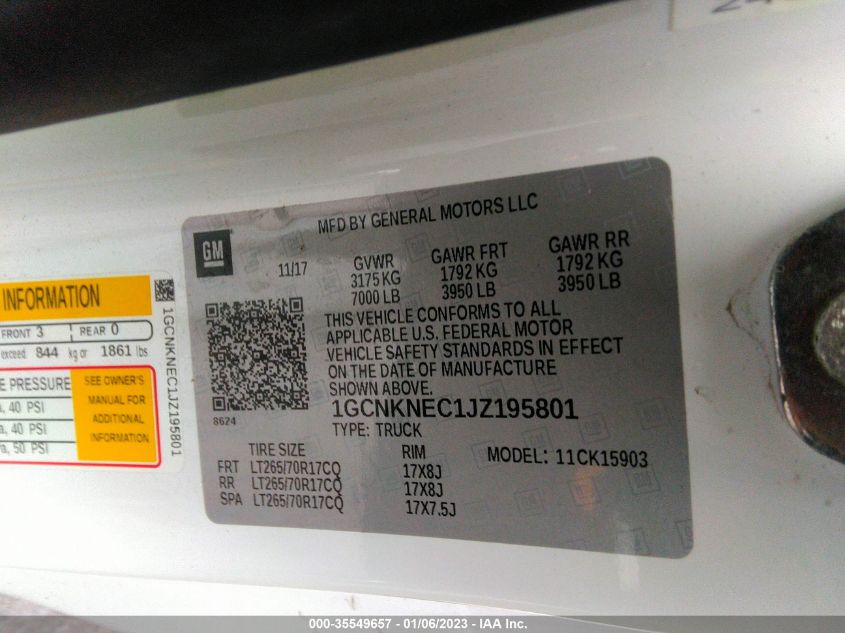 MFD BY GENERAL MOTORS LLC
GM
11/17
GVWR
3175 KG
7000 LB
GAWR FRT
1792 KG
3950 LB
GAWR RR
1792 KG
3950 LB
THIS VEHICLE CONFORMS TO ALL
APPLICABLE U.S. FEDERAL MOTOR
VEHICLE SAFETY STANDARDS IN EFFECT
ON THE DATE OF MANUFACTURE
SHOWN ABOVE.
1GCNKNEC1JZ195801
TYPE: TRUCK
8624
TIRE SIZE
RIM
MODEL: 11CK15903
FRT LT265/70R17CQ 17X8J
RR LT265/70R17CQ 17X8J
SPA LT265/70R17CQ 17X7.5J
INFORMATION
FRONT 3 REAR 0
exceed 844 kg or 1861 lbs
PRESSURE
SEE OWNER'S
MANUAL FOR
ADDITIONAL
INFORMATION
40 PSI
40 PSI
50 PSI
1GCNKNEC1JZ195801
000-35549657 - 01/06/2023 - IAA Inc.